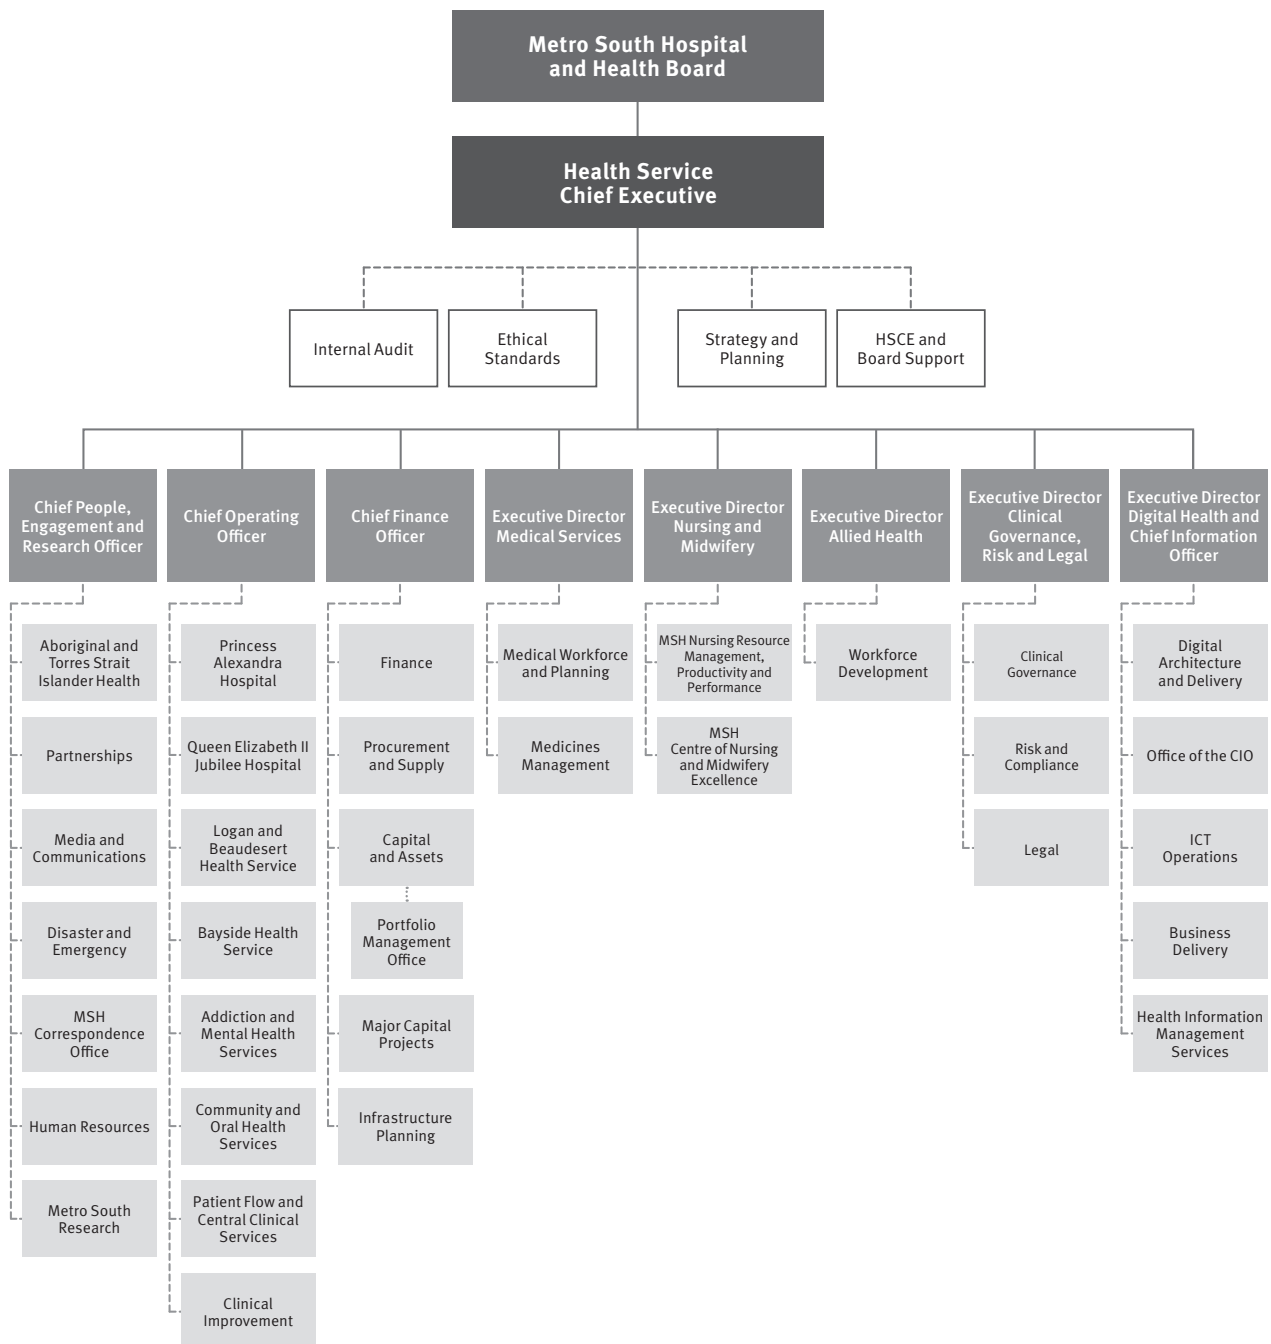 Metro South Hospital
and Health Board
Health Service
Chief Executive
Internal Audit
Ethical
Standards
Strategy and
Planning
HSCE and
Board Support
Chief People,
Engagement and
Research Officer
Chief Operating
Officer
Chief Finance
Officer
Executive Director
Medical Services
Executive Director
Nursing and
Midwifery
Executive Director
Allied Health
Executive Director
Clinical
Governance,
Risk and Legal
Executive Director
Digital Health and
Chief Information
Officer
Aboriginal and
Torres Strait
Islander Health
Partnerships
Media and
Communications
Disaster and
Emergency
MSH
Correspondence
Office
Human Resources
Metro South
Research
Princess
Alexandra
Hospital
Queen Elizabeth II
Jubilee Hospital
Logan and
Beaudesert
Health Service
Bayside Health
Service
Addiction and
Mental Health
Services
Community and
Oral Health
Services
Patient Flow and
Central Clinical
Services
Clinical
Improvement
Finance
Procurement
and Supply
Capital
and Assets
Portfolio
Management
Office
Major Capital
Projects
Infrastructure
Planning
Medical Workforce
and Planning
Medicines
Management
MSH Nursing Resource
Management,
Productivity and
Performance
MSH
Centre of Nursing
and Midwifery
Excellence
Workforce
Development
Clinical
Governance
Risk and
Compliance
Legal
Digital
Architecture
and Delivery
Office of the CIO
ICT
Operations
Business
Delivery
Health Information
Management
Services